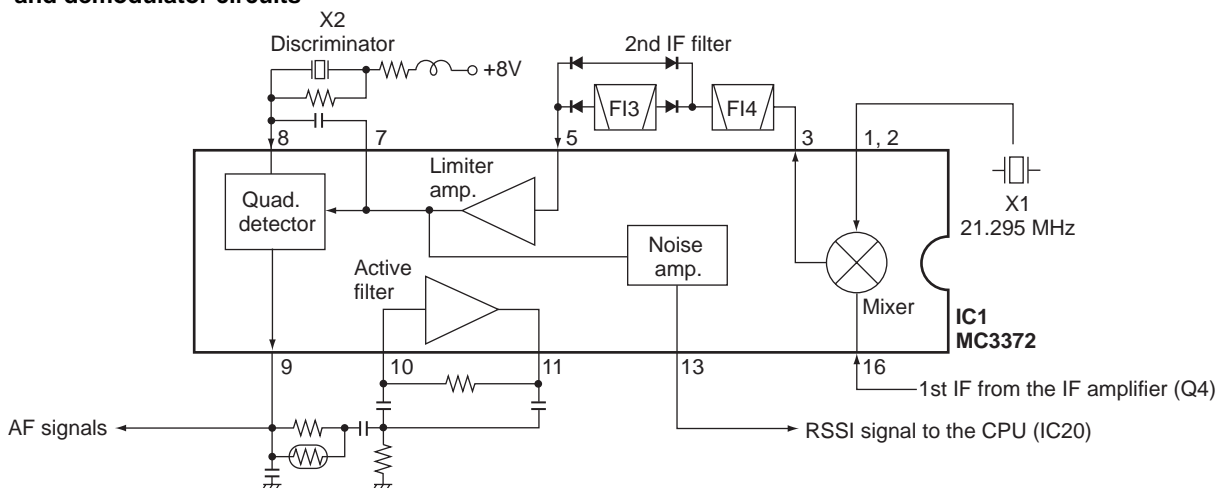 and demodulator circuits
X2
Discriminator
+8V
2nd IF filter
FI3
FI4
8
7
5
3
1, 2
X1
21.295 MHz
Quad.
detector
Limiter
amp.
Noise
amp.
Active
filter
Mixer
IC1
MC3372
9
10
11
13
16
1st IF from the IF amplifier (Q4)
AF signals
RSSI signal to the CPU (IC20)